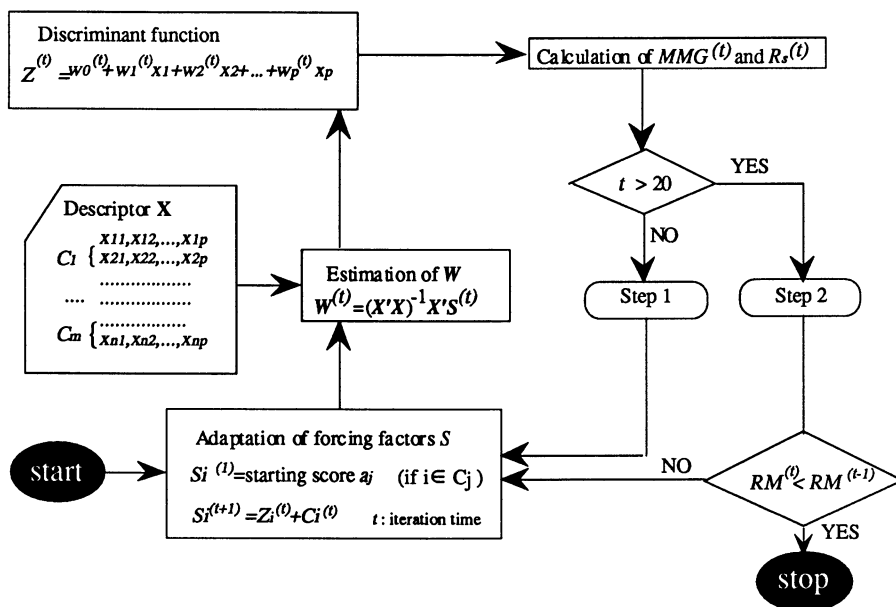 Discriminant function
Z^(t) = W0^(t)+W1^(t)X1+W2^(t)X2+...+Wp^(t)Xp
Calculation of MMG^(t) and Rs^(t)
t > 20
YES
NO
Step 1
Step 2
Descriptor X
C1 { X11,X12,...,X1p
X21,X22,...,X2p
...................
.... ...................
..................
Cm { Xn1,Xn2,...,Xnp
Estimation of W
W^(t)=(X'X)^-1X'S^(t)
start
Adaptation of forcing factors S
Si^(1)=starting score aj (if i∈ Cj )
Si^(t+1)=Zi^(t)+Ci^(t) t : iteration time
NO
RM^(t)< RM^(t-1)
YES
stop